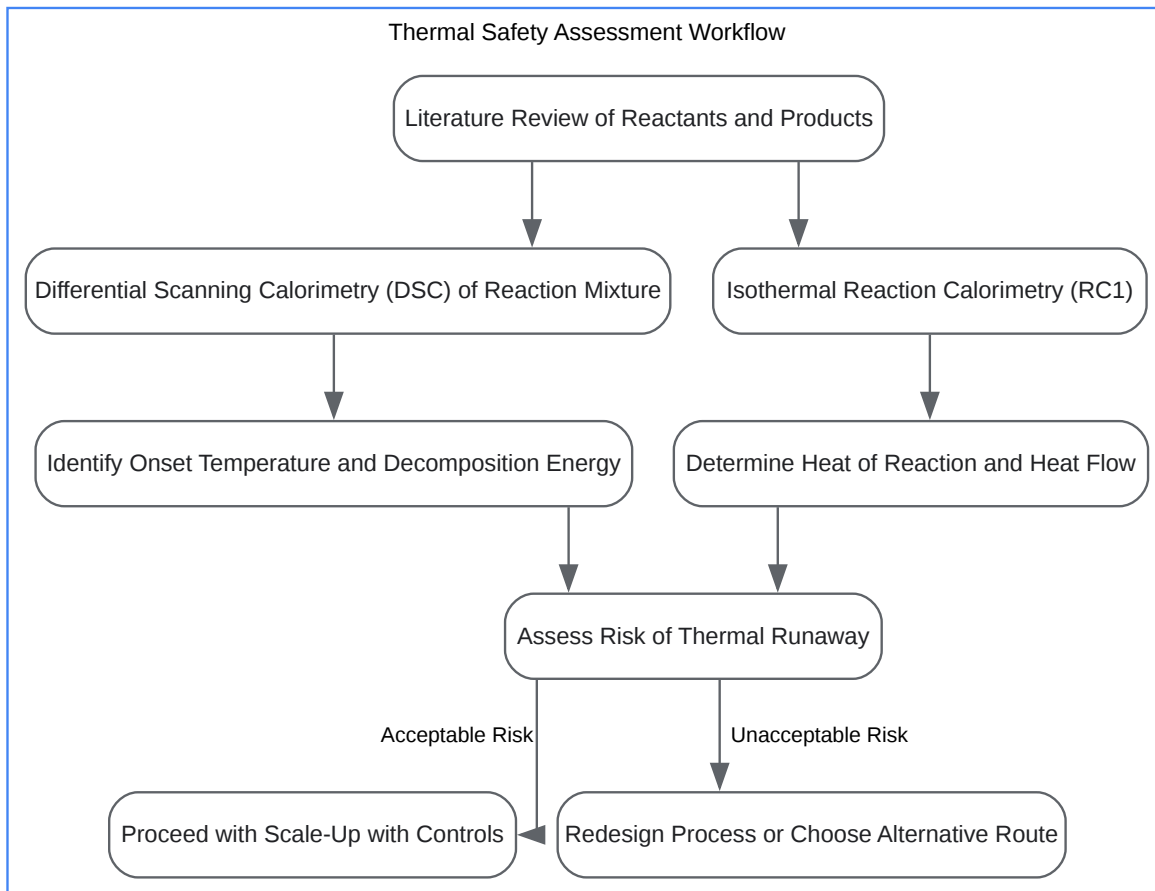 Thermal Safety Assessment Workflow
Literature Review of Reactants and Products
Differential Scanning Calorimetry (DSC) of Reaction Mixture
Isothermal Reaction Calorimetry (RC1)
Identify Onset Temperature and Decomposition Energy
Determine Heat of Reaction and Heat Flow
Assess Risk of Thermal Runaway
Acceptable Risk
Unacceptable Risk
Proceed with Scale-Up with Controls
Redesign Process or Choose Alternative Route